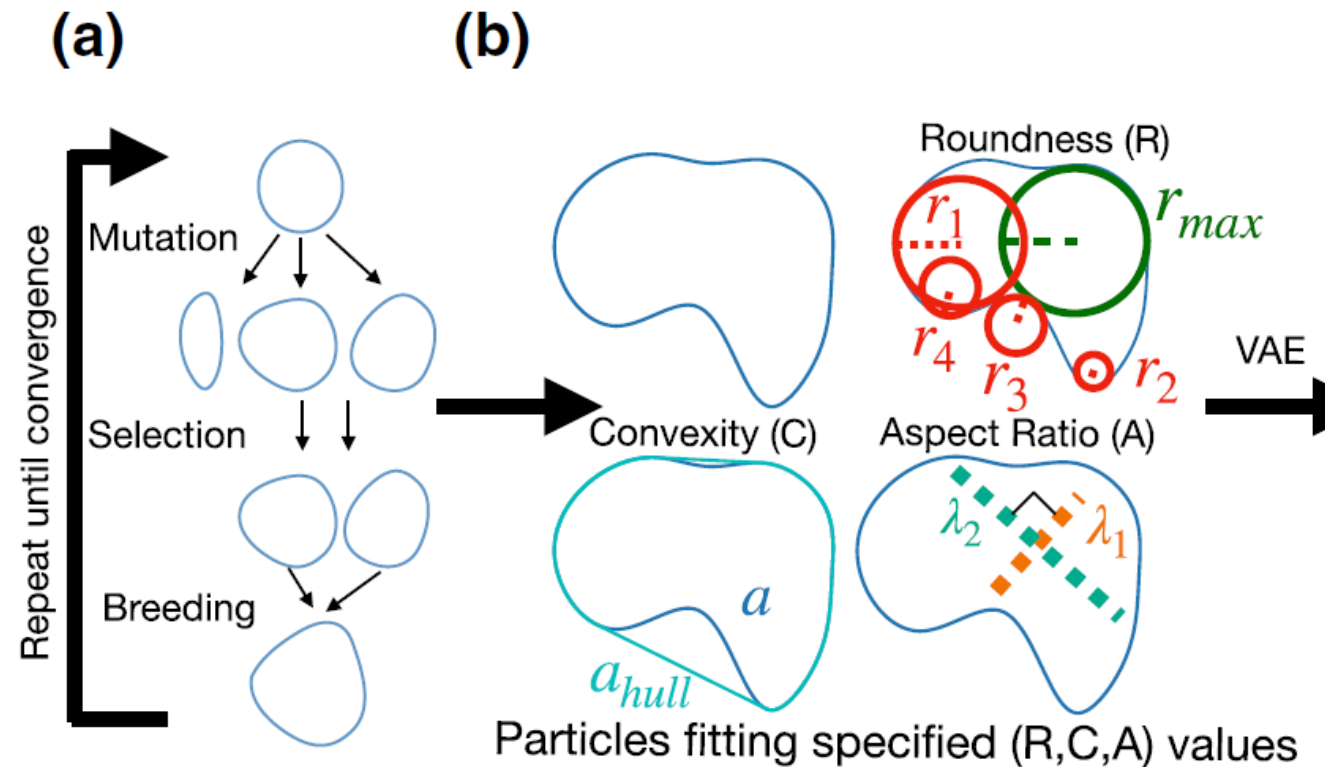 (a)
(b)
Repeat until convergence
Mutation
Selection
Breeding
Roundness (R)
r1
rmax
r4
r3
r2
VAE
Convexity (C)
a
ahull
Aspect Ratio (A)
λ2
λ1
Particles fitting specified (R,C,A) values